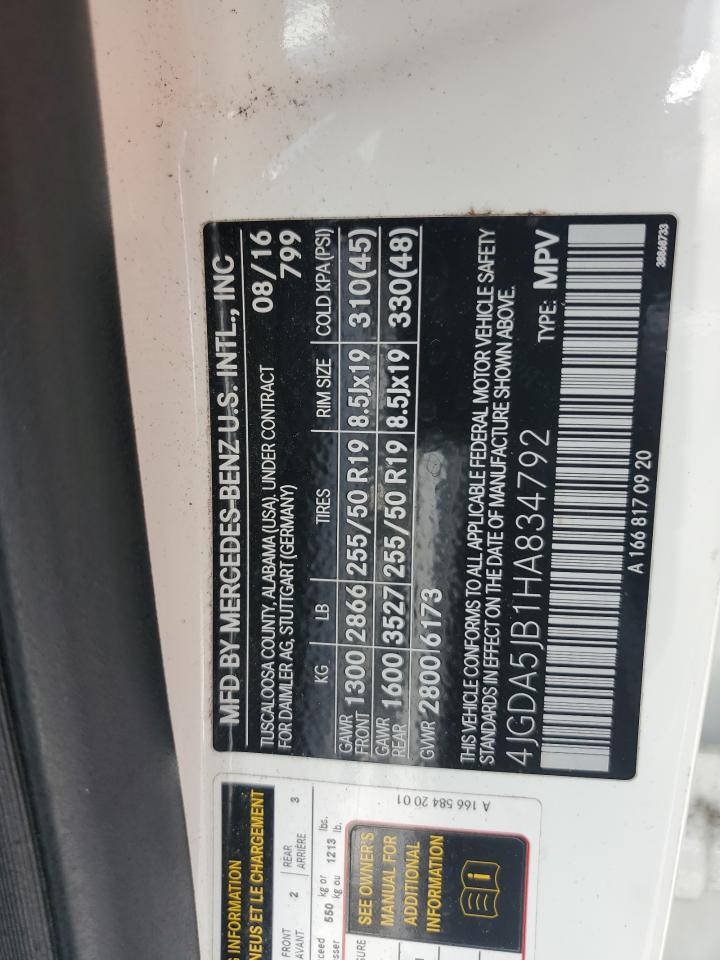 MFD BY MERCEDES-BENZ U.S. INTL., INC
TUSCALOOSA COUNTY, ALABAMA (USA). UNDER CONTRACT 08/16
FOR DAIMLER AG, STUTTGART (GERMANY) 799
KG LB TIRES RIM SIZE COLD KPA (PSI)
GAWR FRONT 1300 2866 255/50 R19 8.5Jx19 310(45)
GAWR REAR 1600 3527 255/50 R19 8.5Jx19 330(48)
GVWR 2800 6173
THIS VEHICLE CONFORMS TO ALL APPLICABLE FEDERAL MOTOR VEHICLE SAFETY
STANDARDS IN EFFECT ON THE DATE OF MANUFACTURE SHOWN ABOVE.
4JGDA5JB1HA834792 TYPE: MPV
A 166 817 09 20 38868733
INFORMATION
ET LE CHARGEMENT
FRONT 2 REAR 3
AVANT ARRIÈRE
550 kg or 1213 lbs.
kg ou lb.
SEE OWNER'S
MANUAL FOR
ADDITIONAL
INFORMATION
A 166 584 20 01